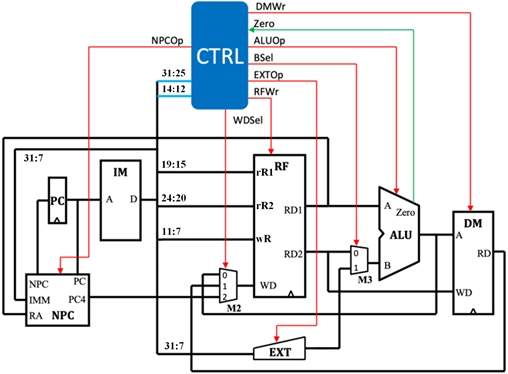 DMWr
Zero
NPCOp
ALUOp
CTRL
BSel
31:25
EXTOp
14:12
RFWr
WDSel
31:7
IM
19:15
rR1
RF
PC
A
D
24:20
rR2
RD1
A
Zero
DM
11:7
wR
ALU
A
RD
RD2
0
1
M3
B
NPC
PC
IMM
PC4
RA
NPC
0
1
2
M2
WD
WD
31:7
EXT